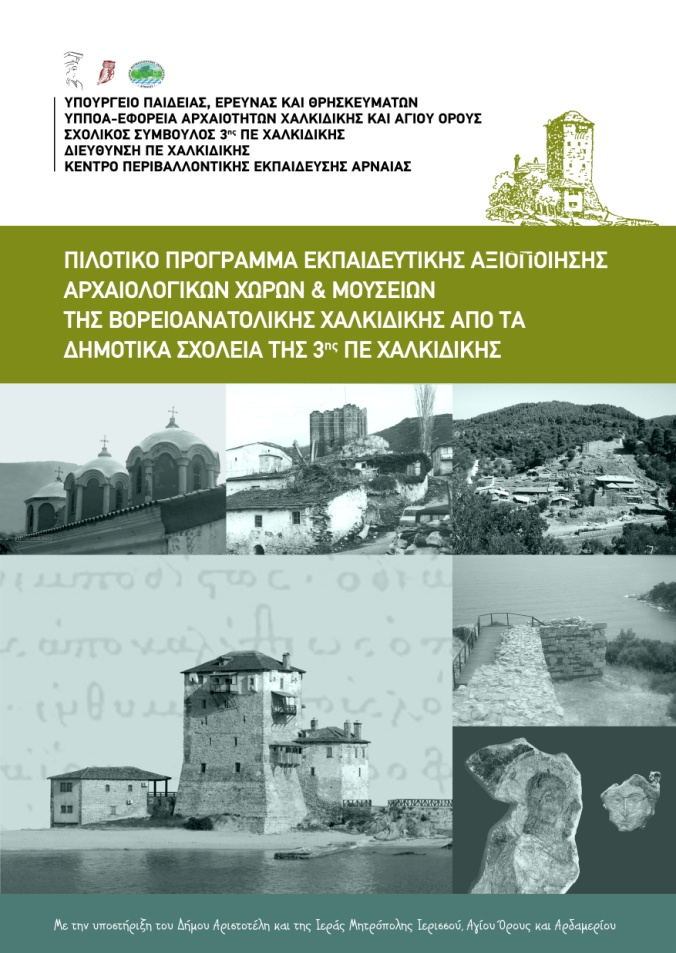 ΥΠΟΥΡΓΕΙΟ ΠΑΙΔΕΙΑΣ, ΕΡΕΥΝΑΣ ΚΑΙ ΘΡΗΣΚΕΥΜΑΤΩΝ
ΥΠΠΟΑ-ΕΦΟΡΕΙΑ ΑΡΧΑΙΟΤΗΤΩΝ ΧΑΛΚΙΔΙΚΗΣ ΚΑΙ ΑΓΙΟΥ ΟΡΟΥΣ
ΣΧΟΛΙΚΟΣ ΣΥΜΒΟΥΛΟΣ 3ης ΠΕ ΧΑΛΚΙΔΙΚΗΣ
ΔΙΕΥΘΥΝΣΗ ΠΕ ΧΑΛΚΙΔΙΚΗΣ
ΚΕΝΤΡΟ ΠΕΡΙΒΑΛΛΟΝΤΙΚΗΣ ΕΚΠΑΙΔΕΥΣΗΣ ΑΡΝΑΙΑΣ
ΠΙΛΟΤΙΚΟ ΠΡΟΓΡΑΜΜΑ ΕΚΠΑΙΔΕΥΤΙΚΗΣ ΑΞΙΟΠΟΙΗΣΗΣ
ΑΡΧΑΙΟΛΟΓΙΚΩΝ ΧΩΡΩΝ & ΜΟΥΣΕΙΩΝ
ΤΗΣ ΒΟΡΕΙΟΑΝΑΤΟΛΙΚΗΣ ΧΑΛΚΙΔΙΚΗΣ ΑΠΟ ΤΑ
ΔΗΜΟΤΙΚΑ ΣΧΟΛΕΙΑ ΤΗΣ 3ης ΠΕ ΧΑΛΚΙΔΙΚΗΣ
Με την υποστήριξη του Δήμου Αριστοτέλη και της Ιεράς Μητρόπολης Ιερισσού, Αγίου Όρους και Αρδαμερίου